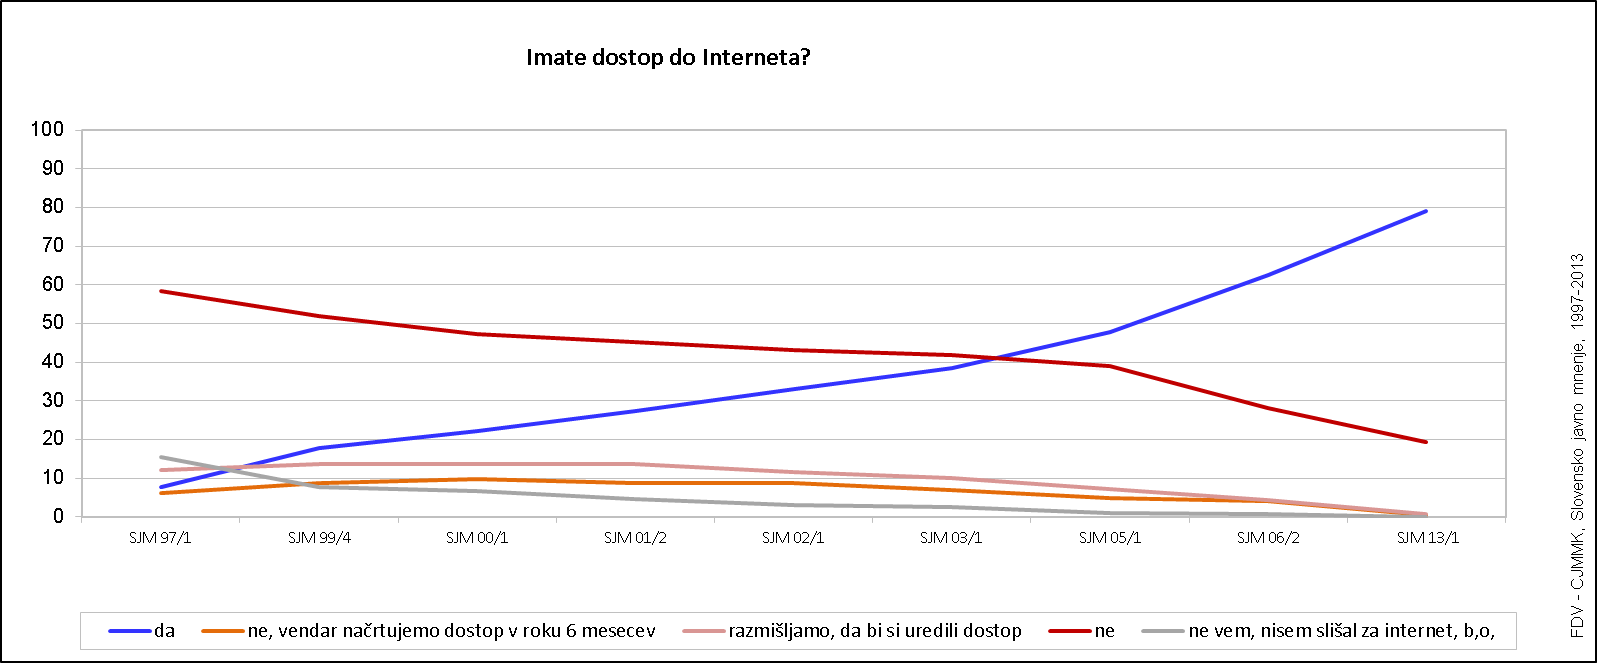 Imate dostop do Interneta?
100
90
80
70
60
50
40
30
20
10
0
SJM 97/1 SJM 99/4 SJM 00/1 SJM 01/2 SJM 02/1 SJM 03/1 SJM 05/1 SJM 06/2 SJM 13/1
da ne, vendar načrtujemo dostop v roku 6 mesecev razmišljamo, da bi si uredili dostop ne ne vem, nisem slišal za internet, b,o,
FDV - CJMMK, Slovensko javno mnenje, 1997-2013